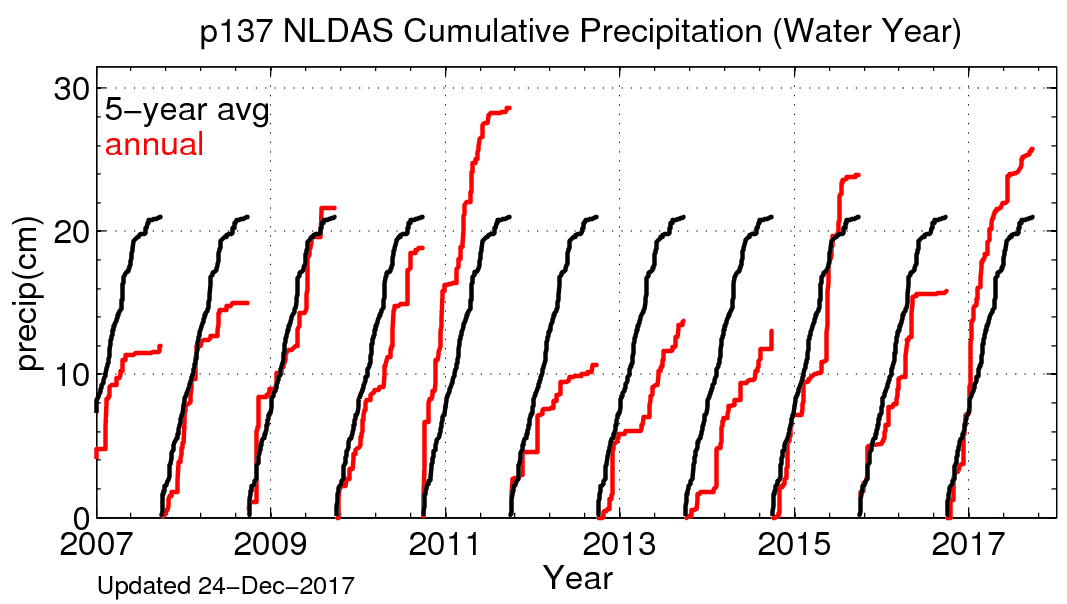 p137 NLDAS Cumulative Precipitation (Water Year)
30
5−year avg
annual
20
precip(cm)
10
0
2007 2009 2011 2013 2015 2017
Year
Updated 24−Dec−2017